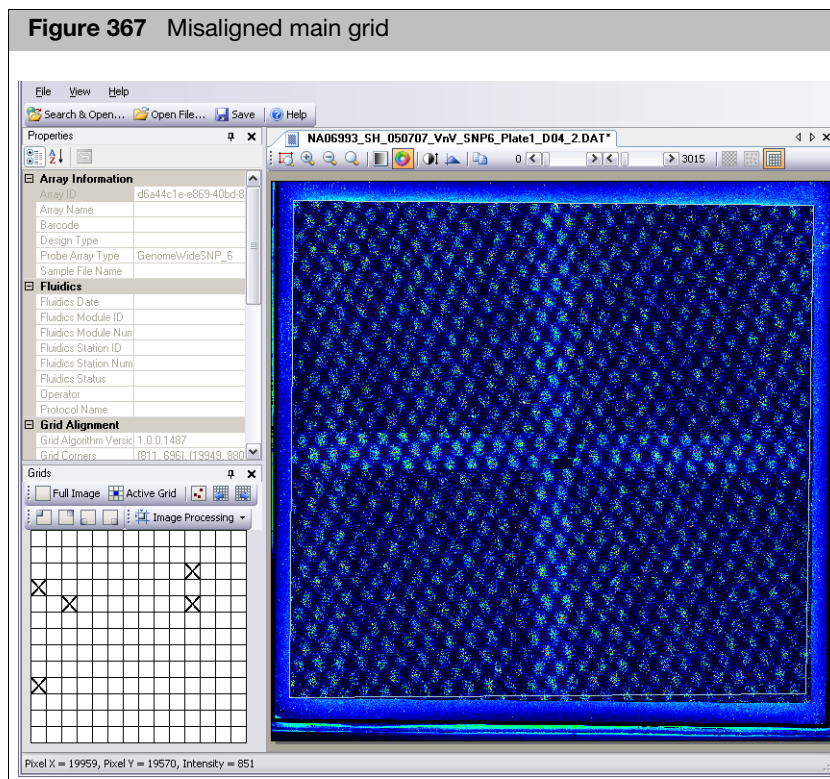 Figure 367 Misaligned main grid
File View Help
Search & Open... Open File... Save Help
Properties
NA06993_SH_050707_VnV_SNP6_Plate1_D04_2.DAT*
0 3015
Array Information
Array ID d6a44c1e-e869-40bd-8
Array Name
Barcode
Design Type
Probe Array Type GenomeWideSNP_6
Sample File Name
Fluidics
Fluidics Date
Fluidics Module ID
Fluidics Module Nun
Fluidics Station ID
Fluidics Station Num
Fluidics Status
Operator
Protocol Name
Grid Alignment
Grid Algorithm Versic 1.0.0.1487
Grid Corners (811, 696), (19949, 880
Grids
Full Image Active Grid
Image Processing
Pixel X = 19959, Pixel Y = 19570, Intensity = 851